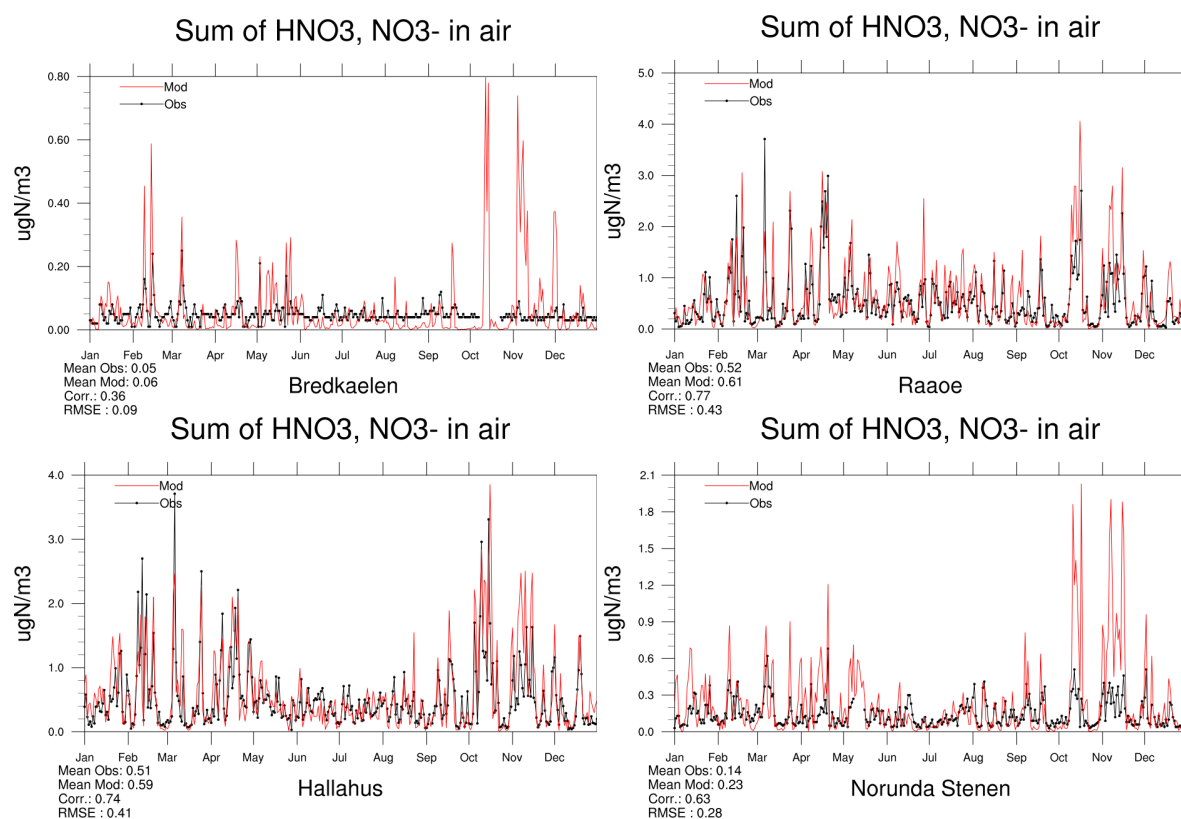 Sum of HNO3, NO3- in air
0.80
0.60
0.40
0.20
0.00
ugN/m3
Mod
Obs
Jan Feb Mar Apr May Jun Jul Aug Sep Oct Nov Dec
Mean Obs: 0.05
Mean Mod: 0.06
Corr.: 0.36
RMSE : 0.09
Bredkaelen
Sum of HNO3, NO3- in air
5.0
4.0
3.0
2.0
1.0
0.0
ugN/m3
Mod
Obs
Jan Feb Mar Apr May Jun Jul Aug Sep Oct Nov Dec
Mean Obs: 0.52
Mean Mod: 0.61
Corr.: 0.77
RMSE : 0.43
Raaoe
Sum of HNO3, NO3- in air
4.0
3.0
2.0
1.0
0.0
ugN/m3
Mod
Obs
Jan Feb Mar Apr May Jun Jul Aug Sep Oct Nov Dec
Mean Obs: 0.51
Mean Mod: 0.59
Corr.: 0.74
RMSE : 0.41
Hallahus
Sum of HNO3, NO3- in air
2.1
1.8
1.5
1.2
0.9
0.6
0.3
0.0
ugN/m3
Mod
Obs
Jan Feb Mar Apr May Jun Jul Aug Sep Oct Nov Dec
Mean Obs: 0.14
Mean Mod: 0.23
Corr.: 0.63
RMSE : 0.28
Norunda Stenen